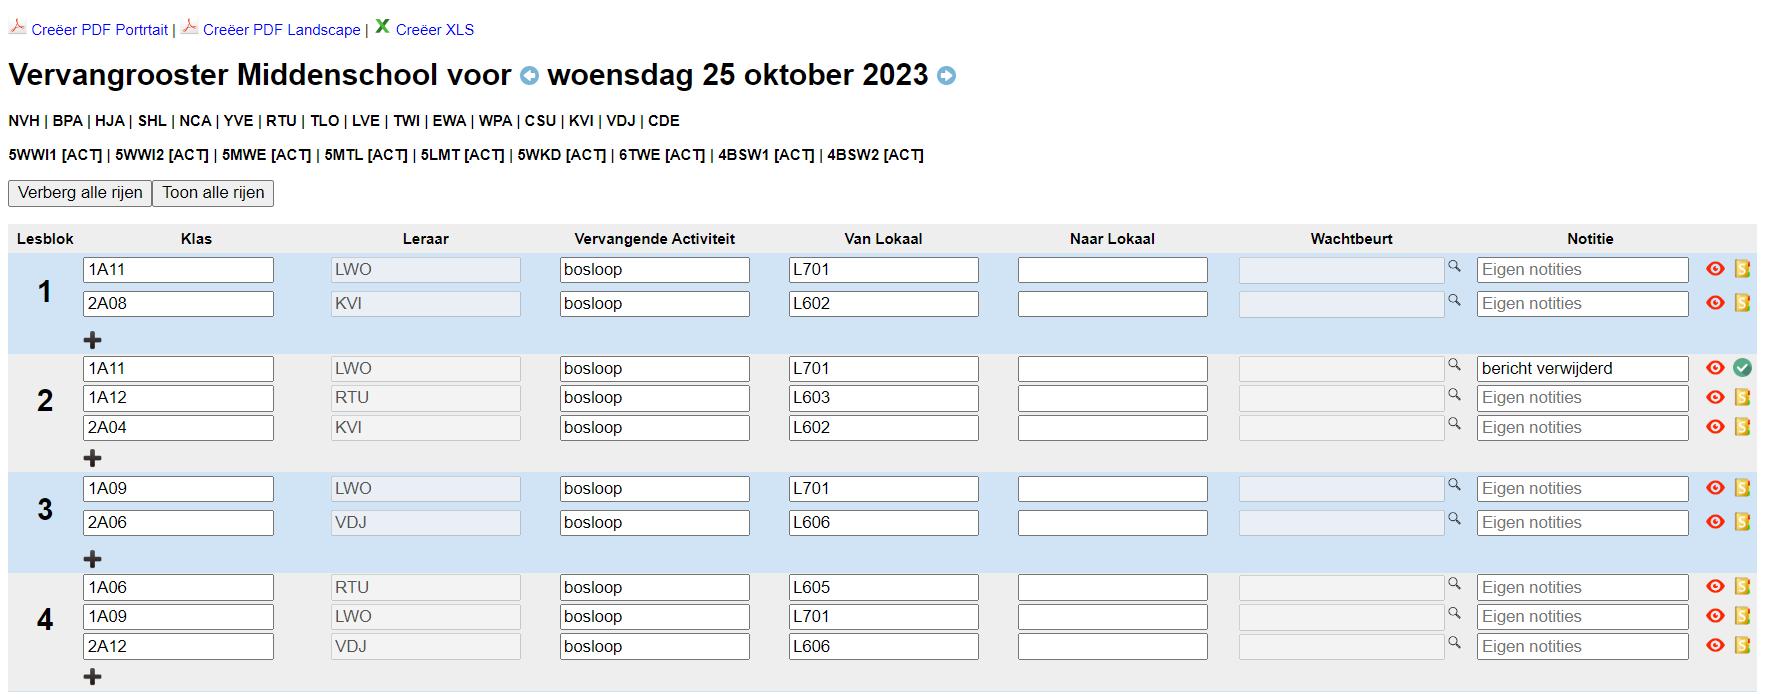 Creëer PDF Portrtait | Creëer PDF Landscape | Creëer XLS
Vervangrooster Middenschool voor woensdag 25 oktober 2023
NVH | BPA | HJA | SHL | NCA | YVE | RTU | TLO | LVE | TWI | EWA | WPA | CSU | KVI | VDJ | CDE
5WWI1 [ACT] | 5WWI2 [ACT] | 5MWE [ACT] | 5MTL [ACT] | 5LMT [ACT] | 5WKD [ACT] | 6TWE [ACT] | 4BSW1 [ACT] | 4BSW2 [ACT]
Verberg alle rijen Toon alle rijen
Lesblok Klas Leraar Vervangende Activiteit Van Lokaal Naar Lokaal Wachtbeurt Notitie
1
1A11 LWO bosloop L701 Eigen notities
2A08 KVI bosloop L602 Eigen notities
2
1A11 LWO bosloop L701 bericht verwijderd
1A12 RTU bosloop L603 Eigen notities
2A04 KVI bosloop L602 Eigen notities
3
1A09 LWO bosloop L701 Eigen notities
2A06 VDJ bosloop L606 Eigen notities
4
1A06 RTU bosloop L605 Eigen notities
1A09 LWO bosloop L701 Eigen notities
2A12 VDJ bosloop L606 Eigen notities